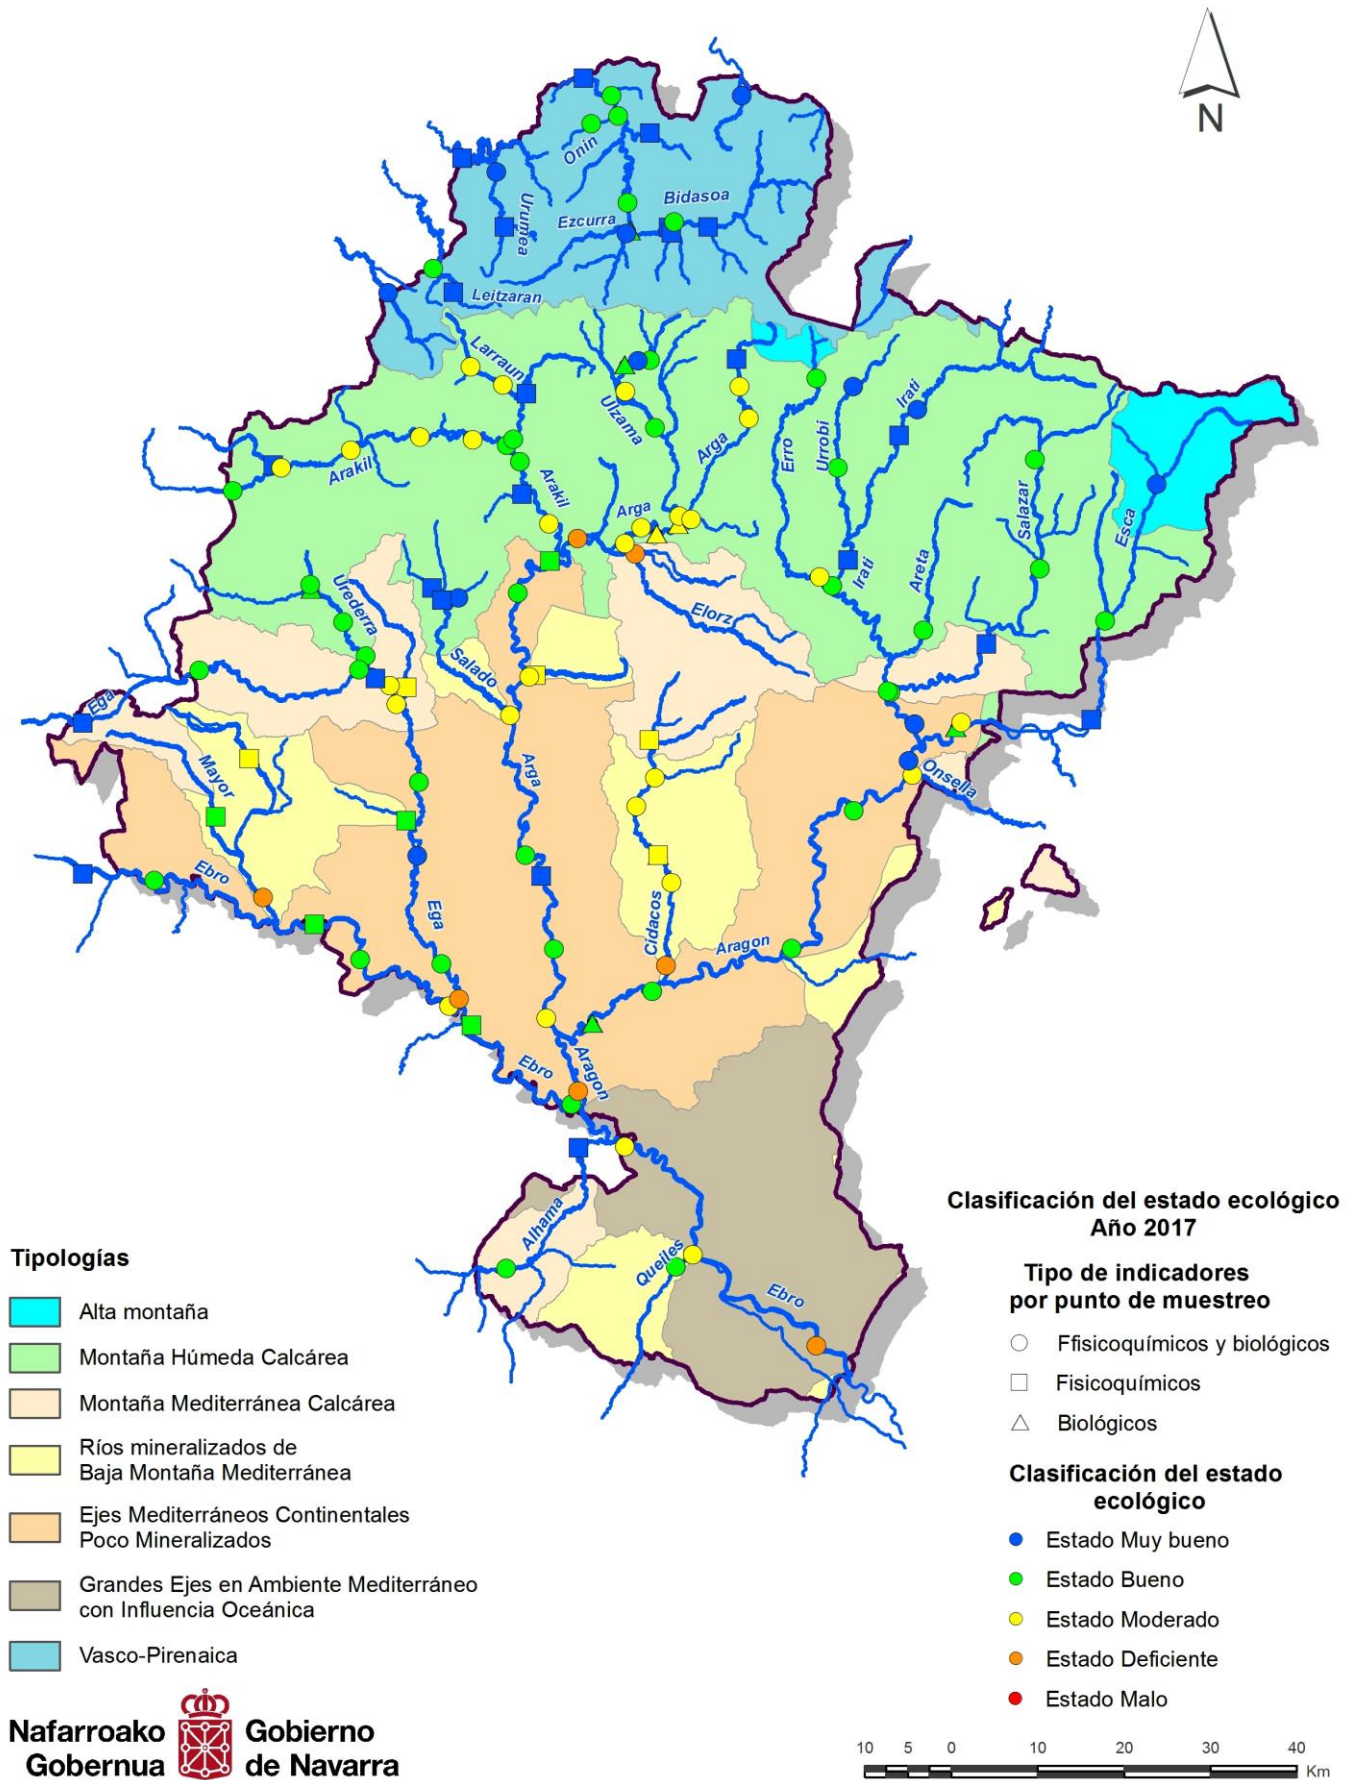 N
Onin
Bidasoa
Urumea
Ezcurra
Leitzaran
Larraun
Ulzama
Arga
Erro
Urrobi
Irati
Arakil
Arakil
Arga
Salazar
Esca
Irati
Areta
Urederra
Elorz
Salado
Ega
Mayor
Arga
Onsella
Ebro
Ega
Cidacos
Aragon
Ebro
Aragon
Alhama
Queiles
Ebro
Clasificación del estado ecológico
Año 2017
Tipo de indicadores
por punto de muestreo
Ffisicoquímicos y biológicos
Fisicoquímicos
Biológicos
Clasificación del estado
ecológico
Estado Muy bueno
Estado Bueno
Estado Moderado
Estado Deficiente
Estado Malo
10 5 0 10 20 30 40
Km
Tipologías
Alta montaña
Montaña Húmeda Calcárea
Montaña Mediterránea Calcárea
Ríos mineralizados de
Baja Montaña Mediterránea
Ejes Mediterráneos Continentales
Poco Mineralizados
Grandes Ejes en Ambiente Mediterráneo
con Influencia Oceánica
Vasco-Pirenaica
Nafarroako
Gobernua
Gobierno
de Navarra